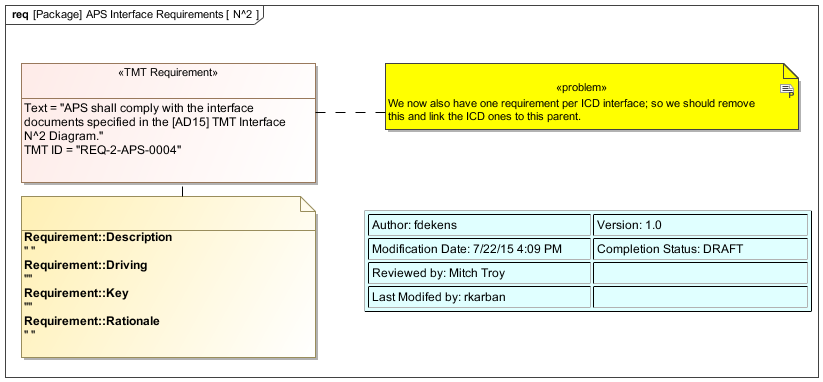 req [Package] APS Interface Requirements [ N^2 ]
«TMT Requirement»
Text = "APS shall comply with the interface
documents specified in the [AD15] TMT Interface
N^2 Diagram."
TMT ID = "REQ-2-APS-0004"
«problem»
We now also have one requirement per ICD interface; so we should remove
this and link the ICD ones to this parent.
Requirement::Description
" "
Requirement::Driving
""
Requirement::Key
""
Requirement::Rationale
" "
Author: fdekens
Version: 1.0
Modification Date: 7/22/15 4:09 PM
Completion Status: DRAFT
Reviewed by: Mitch Troy
Last Modifed by: rkarban